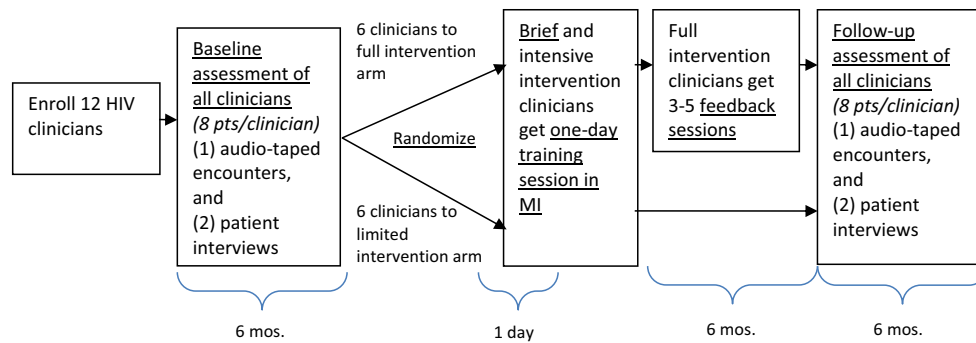 Enroll 12 HIV
clinicians
Baseline
assessment of
all clinicians
(8 pts/clinician)
(1) audio-taped
encounters,
and
(2) patient
interviews
6 clinicians to
full intervention
arm
Randomize
6 clinicians to
limited
intervention arm
Brief and
intensive
intervention
clinicians
get one-day
training
session in
MI
Full
intervention
clinicians get
3-5 feedback
sessions
Follow-up
assessment of
all clinicians
(8 pts/clinician)
(1) audio-taped
encounters,
and
(2) patient
interviews
6 mos.
1 day
6 mos.
6 mos.